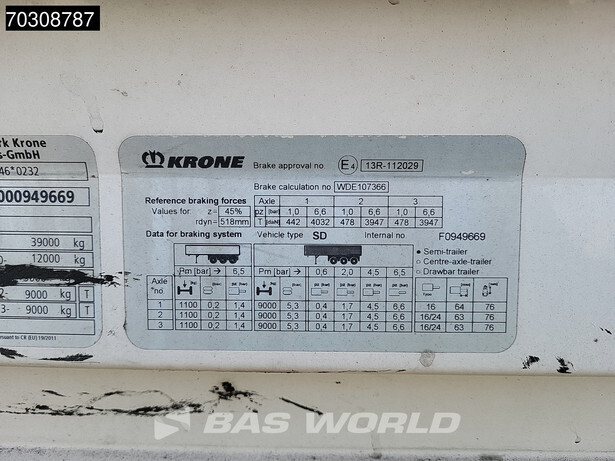 70308787
rk Krone
s-GmbH
46*0232
000949669
39000 kg
0- 12000 kg
2- 9000 kg T
3- 9000 kg
KRONE
Brake approval no E4 13R-112029
Brake calculation no WDE107366
Reference braking forces Axle 1 2 3
Values for z= 45% pz [bar] 1,0 6,6 1,0 6,6 1,0 6,6
rdyn= 518mm T [daN] 442 4032 478 3947 478 3947
Data for braking system Vehicle type SD Internal no F0949669
Semi-trailer
Centre-axle-trailer
Drawbar trailer
Pm [bar] → 6,5 Pm [bar] → 0,6 2,0 4,5 6,5
Axle *no
1 1100 0,2 1,4 9000 5,3 0,4 1,7 4,5 6,6 16 64 76
2 1100 0,2 1,4 9000 5,3 0,4 1,7 4,5 6,6 16/24 63 76
3 1100 0,2 1,4 9000 5,3 0,4 1,7 4,5 6,6 16/24 63 76
BAS WORLD